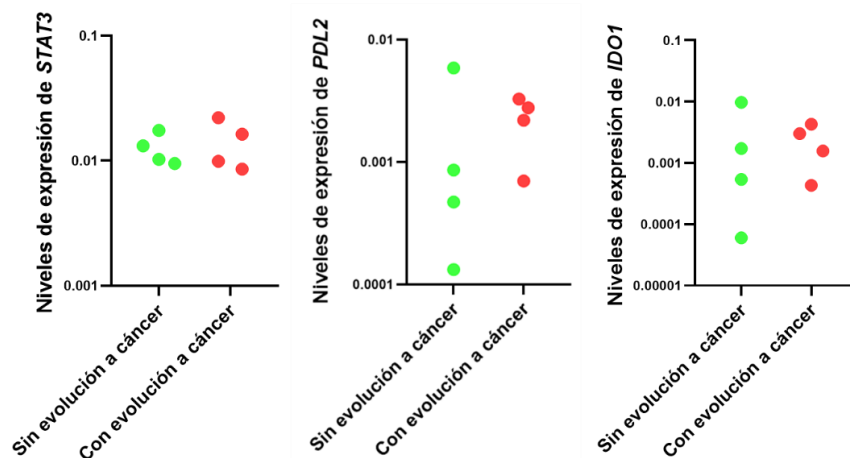 Niveles de expresión de STAT3
0.1
0.01
0.001
Sin evolución a cáncer
Con evolución a cáncer
Niveles de expresión de PDL2
0.01
0.001
0.0001
Sin evolución a cáncer
Con evolución a cáncer
Niveles de expresión de IDO1
0.1
0.01
0.001
0.0001
0.00001
Sin evolución a cáncer
Con evolución a cáncer